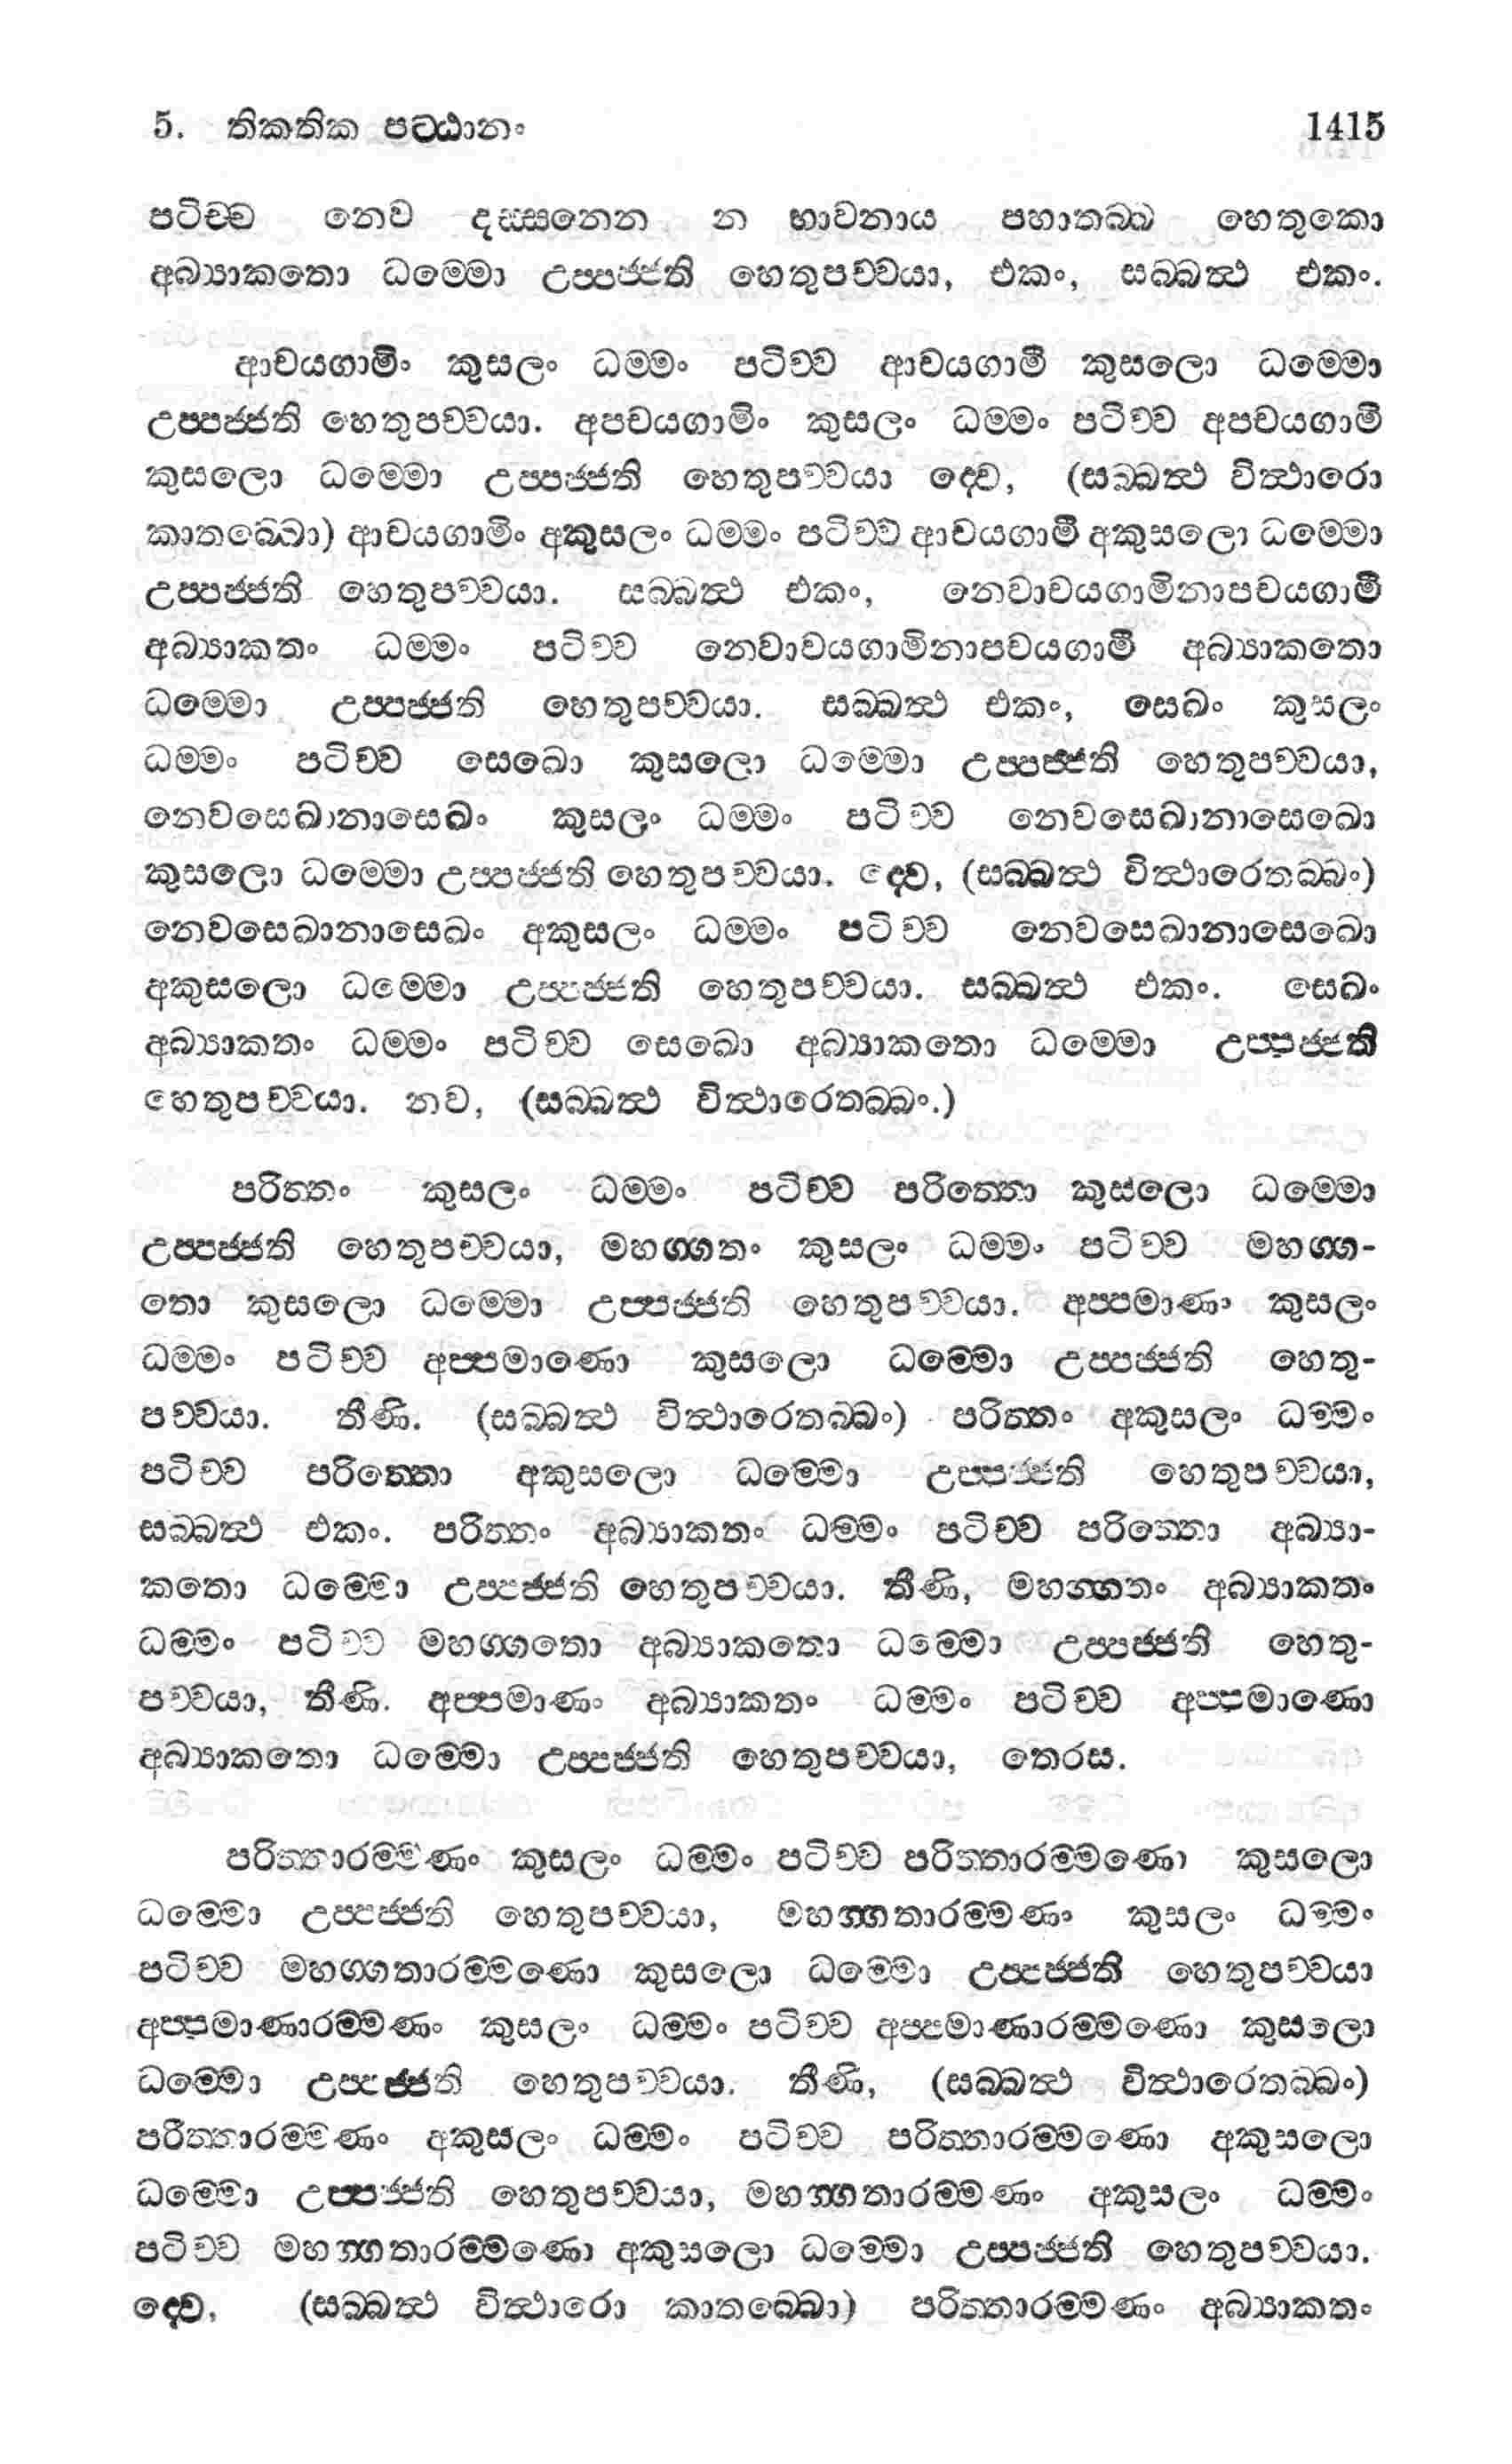 5. තිකතික පට්ඨානං 1415
පටිච්ච නෙව දස්සනෙන න භාවනාය පහාතබ්බ හෙතුකො
අබ්‍යාකතො ධම්මො උප්පජ්ජති හෙතුපච්චයා, එකං, සබ්බත්‍ථ එකං.
ආචයගාමිං කුසලං ධම්මං පටිච්ච ආචයගාමී කුසලො ධම්මො
උප්පජ්ජති හෙතුපච්චයා. අපචයගාමිං කුසලං ධම්මං පටිච්ච අපචයගාමී
කුසලො ධම්මො උප්පජ්ජති හෙතුපච්චයා ද්වෙ, (සබ්බත්‍ථ විත්‍ථාරො
කාතබ්බො) ආචයගාමිං අකුසලං ධම්මං පටිච්ච ආචයගාමී අකුසලො ධම්මො
උප්පජ්ජති හෙතුපච්චයා. සබ්බත්‍ථ එකං, නෙවාචයගාමිනාපචයගාමී
අබ්‍යාකතං ධම්මං පටිච්ච නෙවාචයගාමිනාපචයගාමී අබ්‍යාකතො
ධම්මො උප්පජ්ජති හෙතුපච්චයා. සබ්බත්‍ථ එකං, සෙඛං කුසලං
ධම්මං පටිච්ච සෙඛො කුසලො ධම්මො උප්පජ්ජති හෙතුපච්චයා,
නෙවසෙඛානාසෙඛං කුසලං ධම්මං පටිච්ච නෙවසෙඛානාසෙඛො
කුසලො ධම්මො උප්පජ්ජති හෙතුපච්චයා. ද්වෙ, (සබ්බත්‍ථ විත්‍ථාරෙතබ්බං)
නෙවසෙඛානාසෙඛං අකුසලං ධම්මං පටිච්ච නෙවසෙඛානාසෙඛො
අකුසලො ධම්මො උප්පජ්ජති හෙතුපච්චයා. සබ්බත්‍ථ එකං. සෙඛං
අබ්‍යාකතං ධම්මං පටිච්ච සෙඛො අබ්‍යාකතො ධම්මො උප්පජ්ජති
හෙතුපච්චයා. නව, (සබ්බත්‍ථ විත්‍ථාරෙතබ්බං.)
පරිත්තං කුසලං ධම්මං පටිච්ච පරිත්තො කුසලො ධම්මො
උප්පජ්ජති හෙතුපච්චයා, මහග්ගතං කුසලං ධම්මං පටිච්ච මහග්ග-
තො කුසලො ධම්මො උප්පජ්ජති හෙතුපච්චයා. අප්පමාණං කුසලං
ධම්මං පටිච්ච අප්පමාණො කුසලො ධම්මො උප්පජ්ජති හෙතු-
පච්චයා. තීණි. (සබ්බත්‍ථ විත්‍ථාරෙතබ්බං) පරිත්තං අකුසලං ධම්මං
පටිච්ච පරිත්තො අකුසලො ධම්මො උප්පජ්ජති හෙතුපච්චයා,
සබ්බත්‍ථ එකං. පරිත්තං අබ්‍යාකතං ධම්මං පටිච්ච පරිත්තො අබ්‍යා-
කතො ධම්මො උප්පජ්ජති හෙතුපච්චයා. තීණි, මහග්ගතං අබ්‍යාකතං
ධම්මං පටිච්ච මහග්ගතො අබ්‍යාකතො ධම්මො උප්පජ්ජති හෙතු-
පච්චයා, තීණි. අප්පමාණං අබ්‍යාකතං ධම්මං පටිච්ච අප්පමාණො
අබ්‍යාකතො ධම්මො උප්පජ්ජති හෙතුපච්චයා, තෙරස.
පරිත්තාරම්මණං කුසලං ධම්මං පටිච්ච පරිත්තාරම්මණො කුසලො
ධම්මො උප්පජ්ජති හෙතුපච්චයා, මහග්ගතාරම්මණං කුසලං ධම්මං
පටිච්ච මහග්ගතාරම්මණො කුසලො ධම්මො උප්පජ්ජති හෙතුපච්චයා
අප්පමාණාරම්මණං කුසලං ධම්මං පටිච්ච අප්පමාණාරම්මණො කුසලො
ධම්මො උප්පජ්ජති හෙතුපච්චයා. තීණි, (සබ්බත්‍ථ විත්‍ථාරෙතබ්බං)
පරිත්තාරම්මණං අකුසලං ධම්මං පටිච්ච පරිත්තාරම්මණො අකුසලො
ධම්මො උප්පජ්ජති හෙතුපච්චයා, මහග්ගතාරම්මණං අකුසලං ධම්මං
පටිච්ච මහග්ගතාරම්මණො අකුසලො ධම්මො උප්පජ්ජති හෙතුපච්චයා.
ද්වෙ, (සබ්බත්‍ථ විත්‍ථාරො කාතබ්බො) පරිත්තාරම්මණං අබ්‍යාකතං